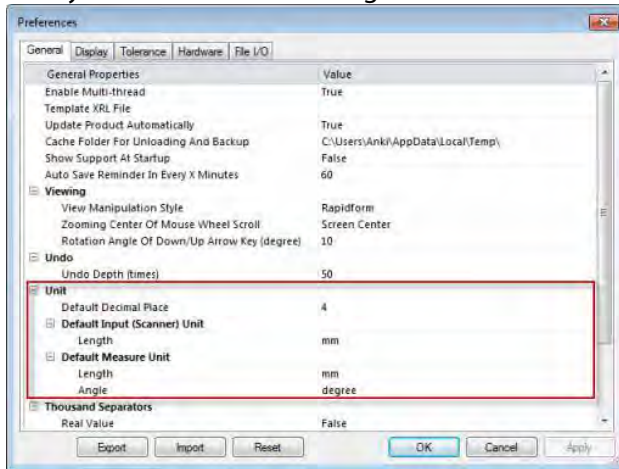 Preferences
General Display Tolerance Hardware File I/O
General Properties Value
Enable Multi-thread True
Template XRL File
Update Product Automatically True
Cache Folder For Unloading And Backup C:\Users\Anki\AppData\Local\Temp\
Show Support At Startup False
Auto Save Reminder In Every X Minutes 60
Viewing
View Manipulation Style Rapidform
Zooming Center Of Mouse Wheel Scroll Screen Center
Rotation Angle Of Down/Up Arrow Key (degree) 10
Undo
Undo Depth (times) 50
Unit
Default Decimal Place 4
Default Input (Scanner) Unit
Length mm
Default Measure Unit
Length mm
Angle degree
Thousand Separators
Real Value False
Export Import Reset OK Cancel Apply